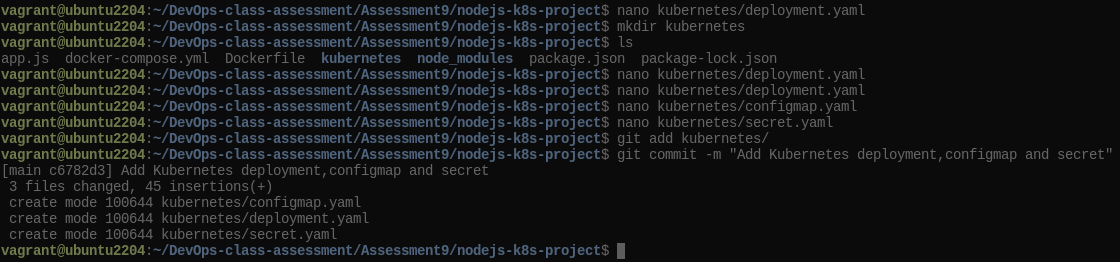 vagrant@ubuntu2204:~/DevOps-class-assessment/Assessment9/nodejs-k8s-project$ nano kubernetes/deployment.yaml
vagrant@ubuntu2204:~/DevOps-class-assessment/Assessment9/nodejs-k8s-project$ mkdir kubernetes
vagrant@ubuntu2204:~/DevOps-class-assessment/Assessment9/nodejs-k8s-project$ ls
app.js  docker-compose.yml  Dockerfile  kubernetes  node_modules  package.json  package-lock.json
vagrant@ubuntu2204:~/DevOps-class-assessment/Assessment9/nodejs-k8s-project$ nano kubernetes/deployment.yaml
vagrant@ubuntu2204:~/DevOps-class-assessment/Assessment9/nodejs-k8s-project$ nano kubernetes/deployment.yaml
vagrant@ubuntu2204:~/DevOps-class-assessment/Assessment9/nodejs-k8s-project$ nano kubernetes/configmap.yaml
vagrant@ubuntu2204:~/DevOps-class-assessment/Assessment9/nodejs-k8s-project$ nano kubernetes/secret.yaml
vagrant@ubuntu2204:~/DevOps-class-assessment/Assessment9/nodejs-k8s-project$ git add kubernetes/
vagrant@ubuntu2204:~/DevOps-class-assessment/Assessment9/nodejs-k8s-project$ git commit -m "Add Kubernetes deployment,configmap and secret"
[main c6782d3] Add Kubernetes deployment,configmap and secret
 3 files changed, 45 insertions(+)
 create mode 100644 kubernetes/configmap.yaml
 create mode 100644 kubernetes/deployment.yaml
 create mode 100644 kubernetes/secret.yaml
vagrant@ubuntu2204:~/DevOps-class-assessment/Assessment9/nodejs-k8s-project$